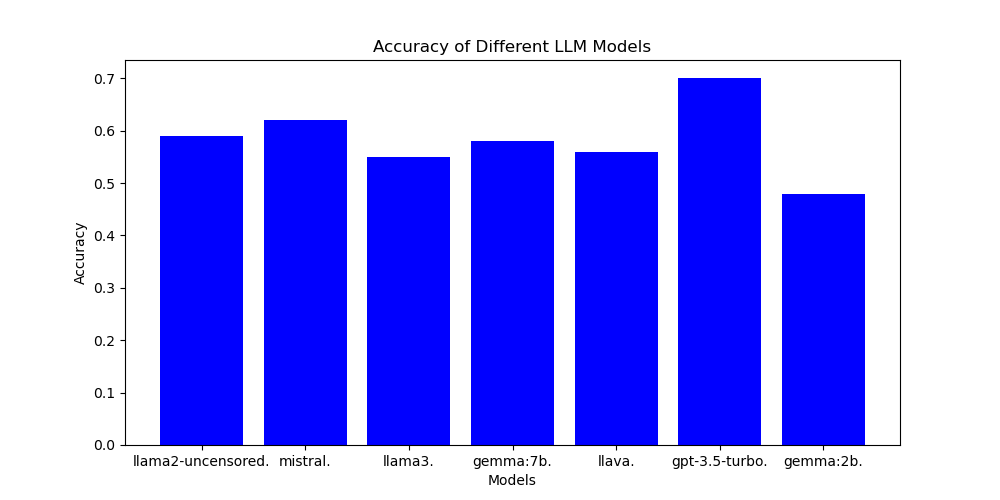 Accuracy of Different LLM Models
Accuracy
0.7
0.6
0.5
0.4
0.3
0.2
0.1
0.0
llama2-uncensored. mistral. llama3. gemma:7b. llava. gpt-3.5-turbo. gemma:2b.
Models